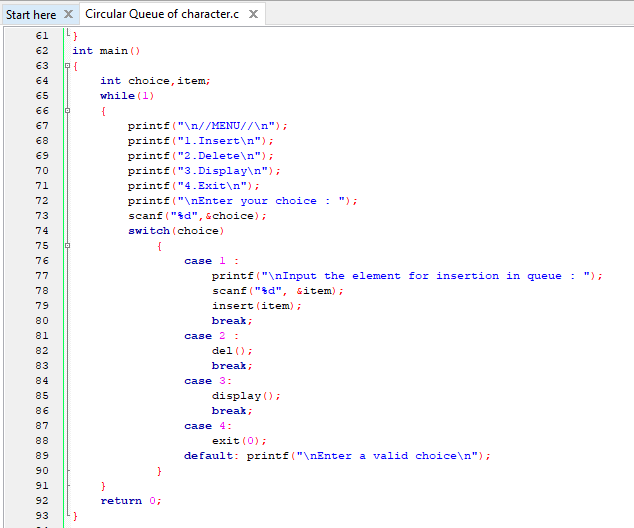 Start here X Circular Queue of character.c X
61 }
62 int main()
63 {
64 int choice,item;
65 while(1)
66 {
67 printf("\n//MENU//\n");
68 printf("1.Insert\n");
69 printf("2.Delete\n");
70 printf("3.Display\n");
71 printf("4.Exit\n");
72 printf("\nEnter your choice : ");
73 scanf("%d",&choice);
74 switch(choice)
75 {
76 case 1 :
77 printf("\nInput the element for insertion in queue : ");
78 scanf("%d", &item);
79 insert(item);
80 break;
81 case 2 :
82 del();
83 break;
84 case 3:
85 display();
86 break;
87 case 4:
88 exit(0);
89 default: printf("\nEnter a valid choice\n");
90 }
91 }
92 return 0;
93 }